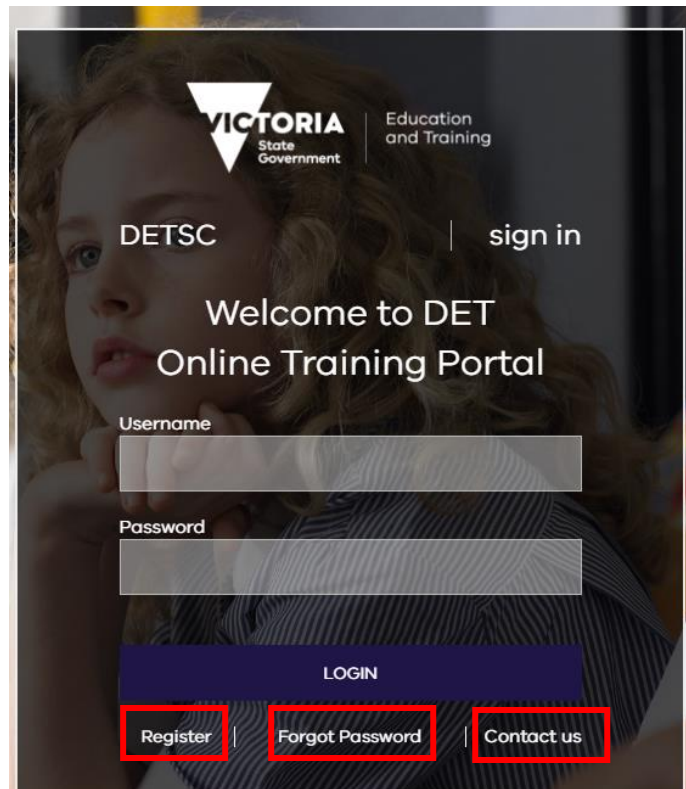 VICTORIA
State
Government
Education
and Training
DETSC | sign in
Welcome to DET
Online Training Portal
Username
Password
LOGIN
Register | Forgot Password | Contact us